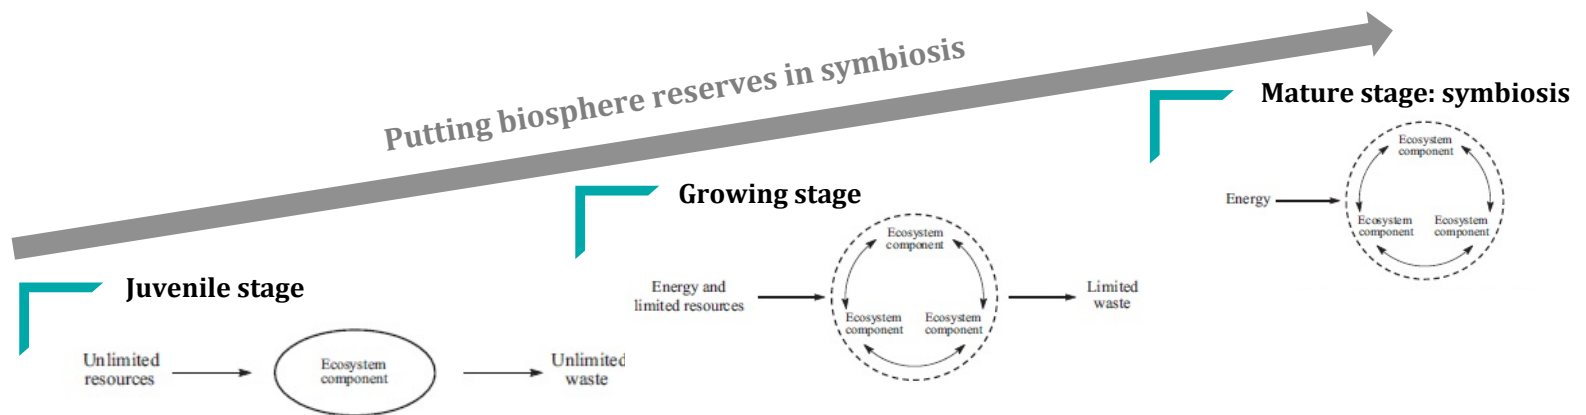 Putting biosphere reserves in symbiosis
Juvenile stage
Unlimited
resources
Ecosystem
component
Unlimited
waste
Growing stage
Energy and
limited resources
Ecosystem
component
Ecosystem
component
Ecosystem
component
Limited
waste
Mature stage: symbiosis
Energy
Ecosystem
component
Ecosystem
component
Ecosystem
component